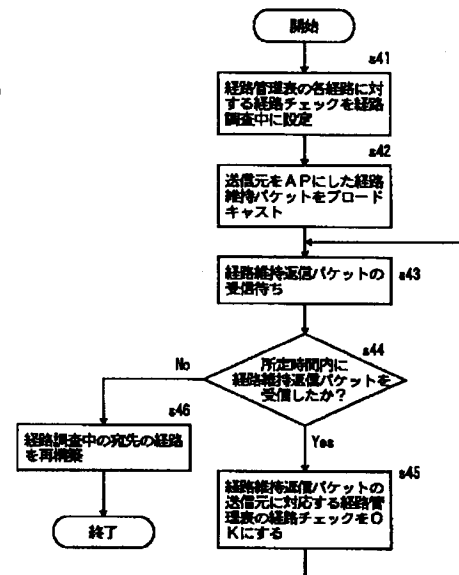 開始
s41
経路管理表の各経路に対
する経路チェックを経路
調査中に設定
s42
送信元をAPにした経路
維持パケットをブロード
キャスト
経路維持返信パケットの
受信待ち
s43
s44
所定時間内に
経路維持返信パケットを
受信したか?
No
Yes
s46
経路調査中の宛先の経路
を再構築
終了
s45
経路維持返信パケットの
送信元に対応する経路管
理表の経路チェックをO
Kにする